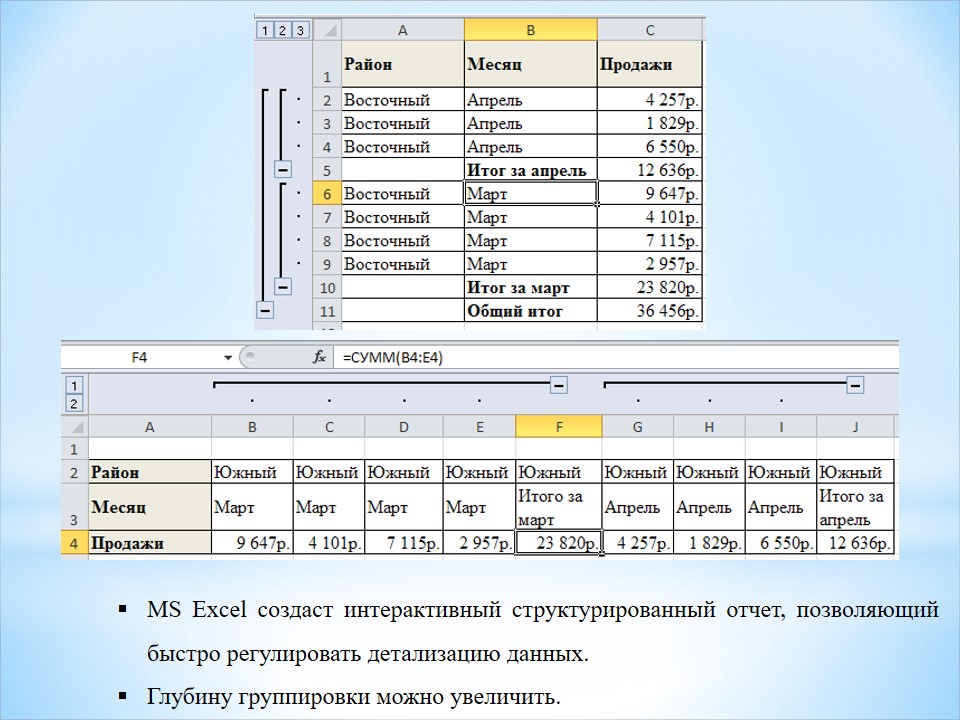 1 2 3 A B C
1 Район Месяц Продажи
2 Восточный Апрель 4 257р.
3 Восточный Апрель 1 829р.
4 Восточный Апрель 6 550р.
5 Итог за апрель 12 636р.
6 Восточный Март 9 647р.
7 Восточный Март 4 101р.
8 Восточный Март 7 115р.
9 Восточный Март 2 957р.
10 Итог за март 23 820р.
11 Общий итог 36 456р.
F4 fx =СУММ(B4:E4)
1
2
A B C D E F G H I J
1
2 Район Южный Южный Южный Южный Южный Южный Южный Южный Южный
3 Месяц Март Март Март Март Итого за март Апрель Апрель Апрель Итого за апрель
4 Продажи 9 647р. 4 101р. 7 115р. 2 957р. 23 820р. 4 257р. 1 829р. 6 550р. 12 636р.
▪ MS Excel создаст интерактивный структурированный отчет, позволяющий
быстро регулировать детализацию данных.
▪ Глубину группировки можно увеличить.